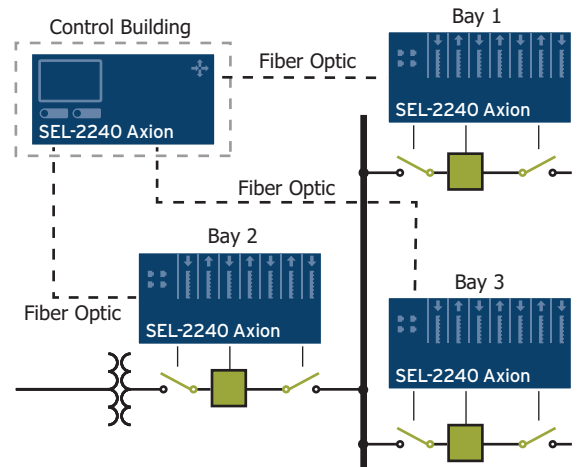 Control Building
SEL-2240 Axion
Fiber Optic
Bay 1
SEL-2240 Axion
Fiber Optic
Bay 2
SEL-2240 Axion
Fiber Optic
Bay 3
SEL-2240 Axion